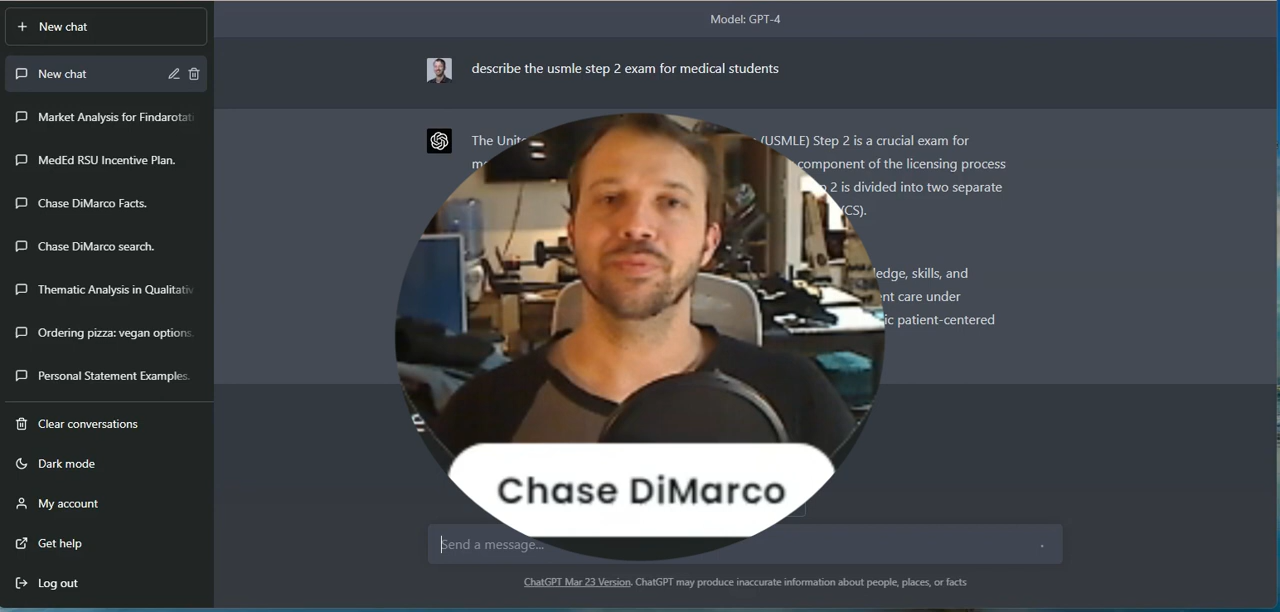 New chat
New chat
Market Analysis for Findarotati
MedEd RSU Incentive Plan.
Chase DiMarco Facts.
Chase DiMarco search.
Thematic Analysis in Qualitativ
Ordering pizza: vegan options.
Personal Statement Examples.
Clear conversations
Dark mode
My account
Get help
Log out
Model: GPT-4
describe the usmle step 2 exam for medical students
The (USMLE) Step 2 is a crucial exam for
component of the licensing process
2 is divided into two separate
(CS).
skills, and
care under
patient-centered
Chase DiMarco
Send a message...
ChatGPT Mar 23 Version. ChatGPT may produce inaccurate information about people, places, or facts